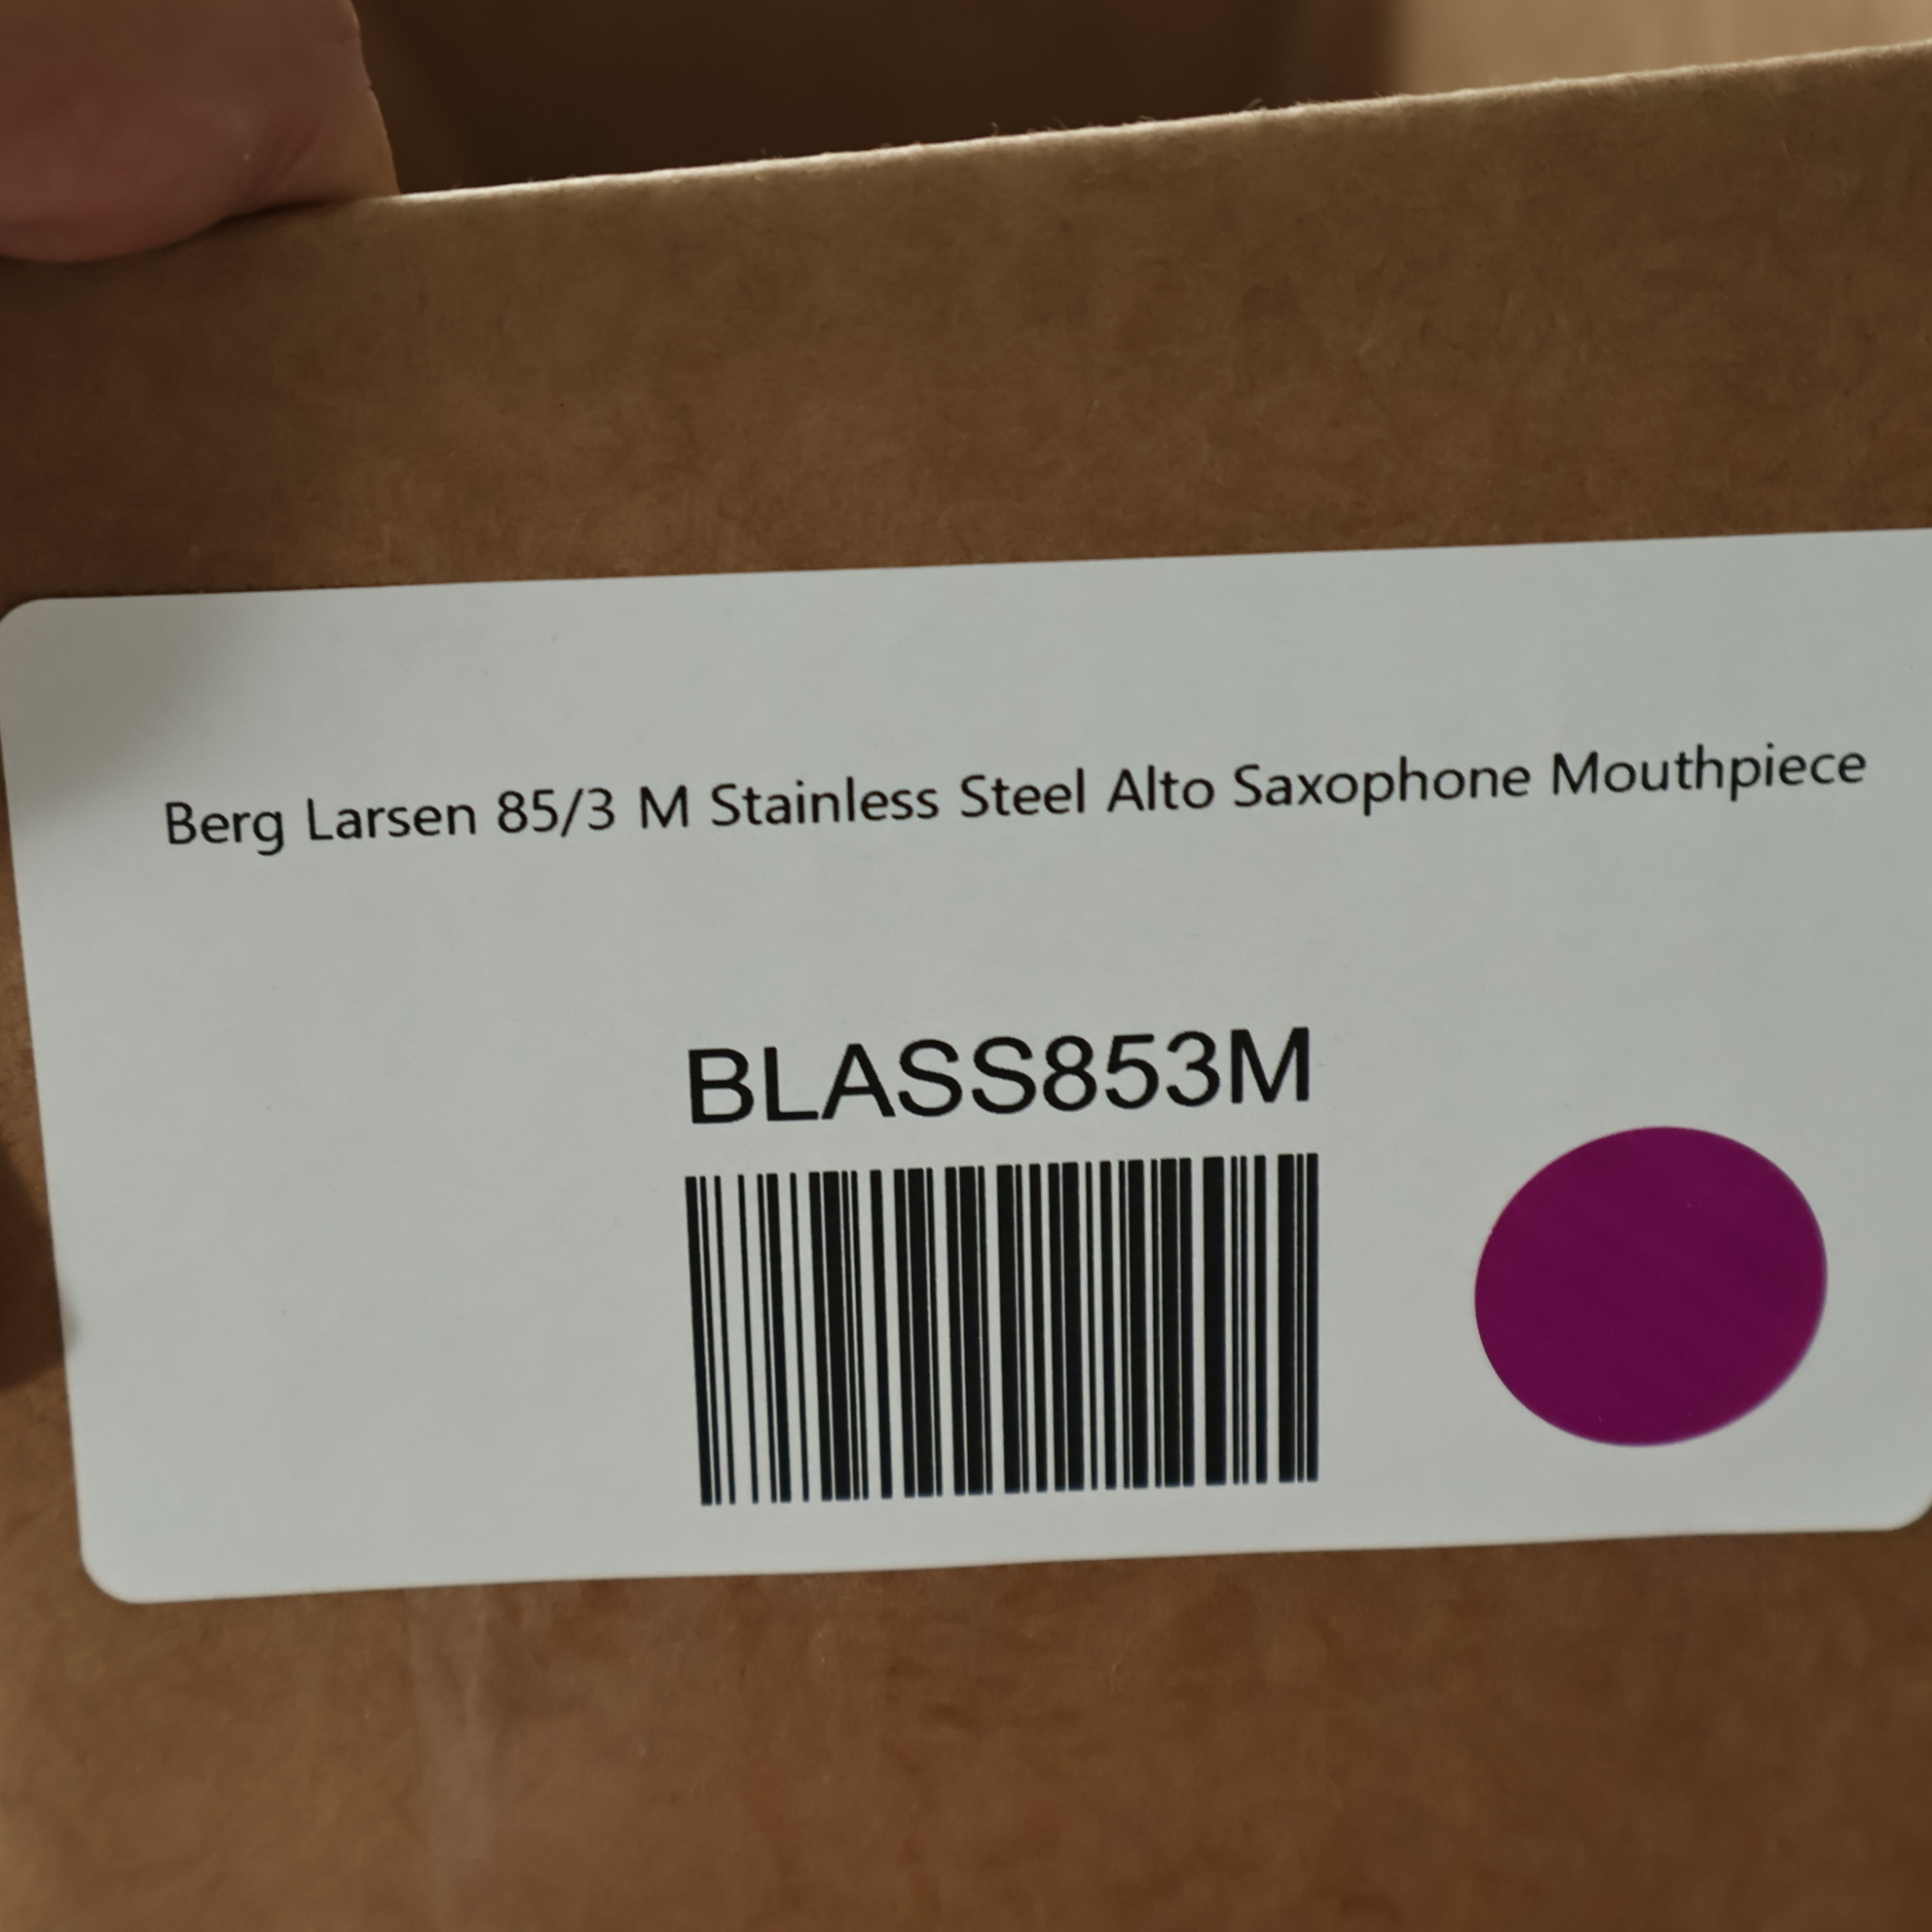 Berg Larsen 85/3 M Stainless Steel Alto Saxophone Mouthpiece
BLASS853M